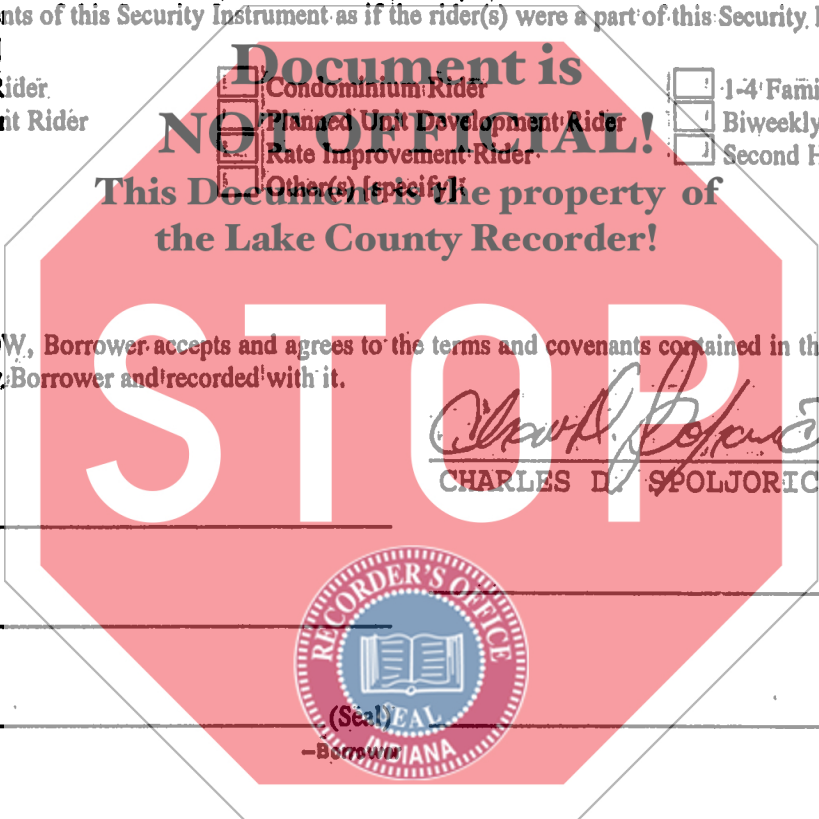 nts of this Security Instrument as if the rider(s) were a part of this Security
Document is
Rider
Condominium Rider
1-4 Fami
NOT OFFICIAL!
it Rider
Planned Unit Development Rider
Biweekly
Rate Improvement Rider
Second H
This Document is the property of
Other(s) [specify]:
the Lake County Recorder!
STOP
W, Borrower accepts and agrees to the terms and covenants contained in th
Borrower and recorded with it.
CHARLES D. SPOLJORIC
RECORDER'S OFFICE
SEAL
INDIANA
(Seal)
-Borrower